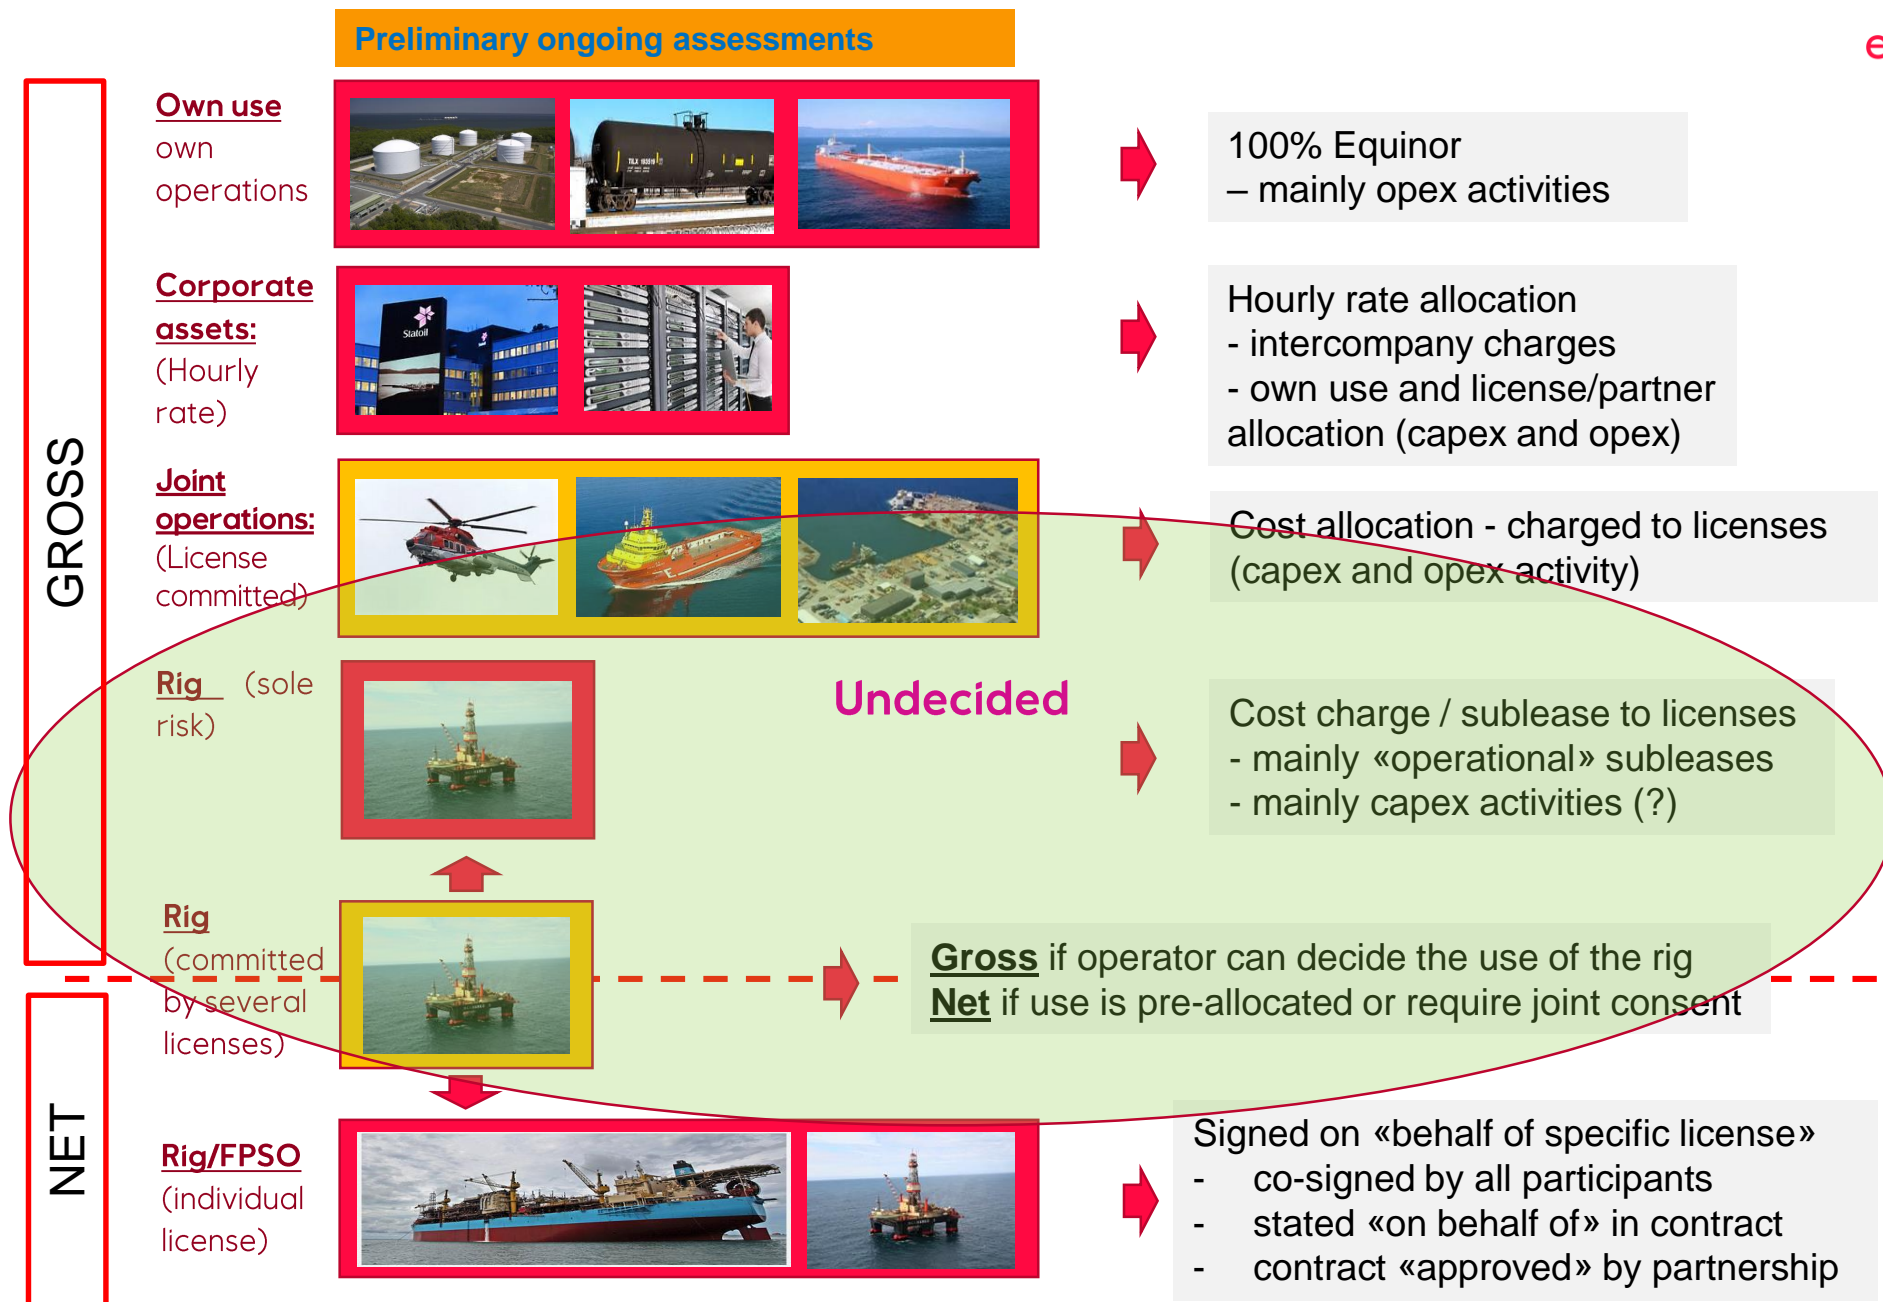 Preliminary ongoing assessments
e
GROSS
Own use
own
operations
TILX 193519
100% Equinor
– mainly opex activities
Corporate
assets:
(Hourly
rate)
Statoil
Hourly rate allocation
- intercompany charges
- own use and license/partner
allocation (capex and opex)
Joint
operations:
(License
committed)
Cost allocation - charged to licenses
(capex and opex activity)
Rig (sole
risk)
Undecided
Cost charge / sublease to licenses
- mainly «operational» subleases
- mainly capex activities (?)
Rig
(committed
by several
licenses)
Gross if operator can decide the use of the rig
Net if use is pre-allocated or require joint consent
NET
Rig/FPSO
(individual
license)
Signed on «behalf of specific license»
- co-signed by all participants
- stated «on behalf of» in contract
- contract «approved» by partnership